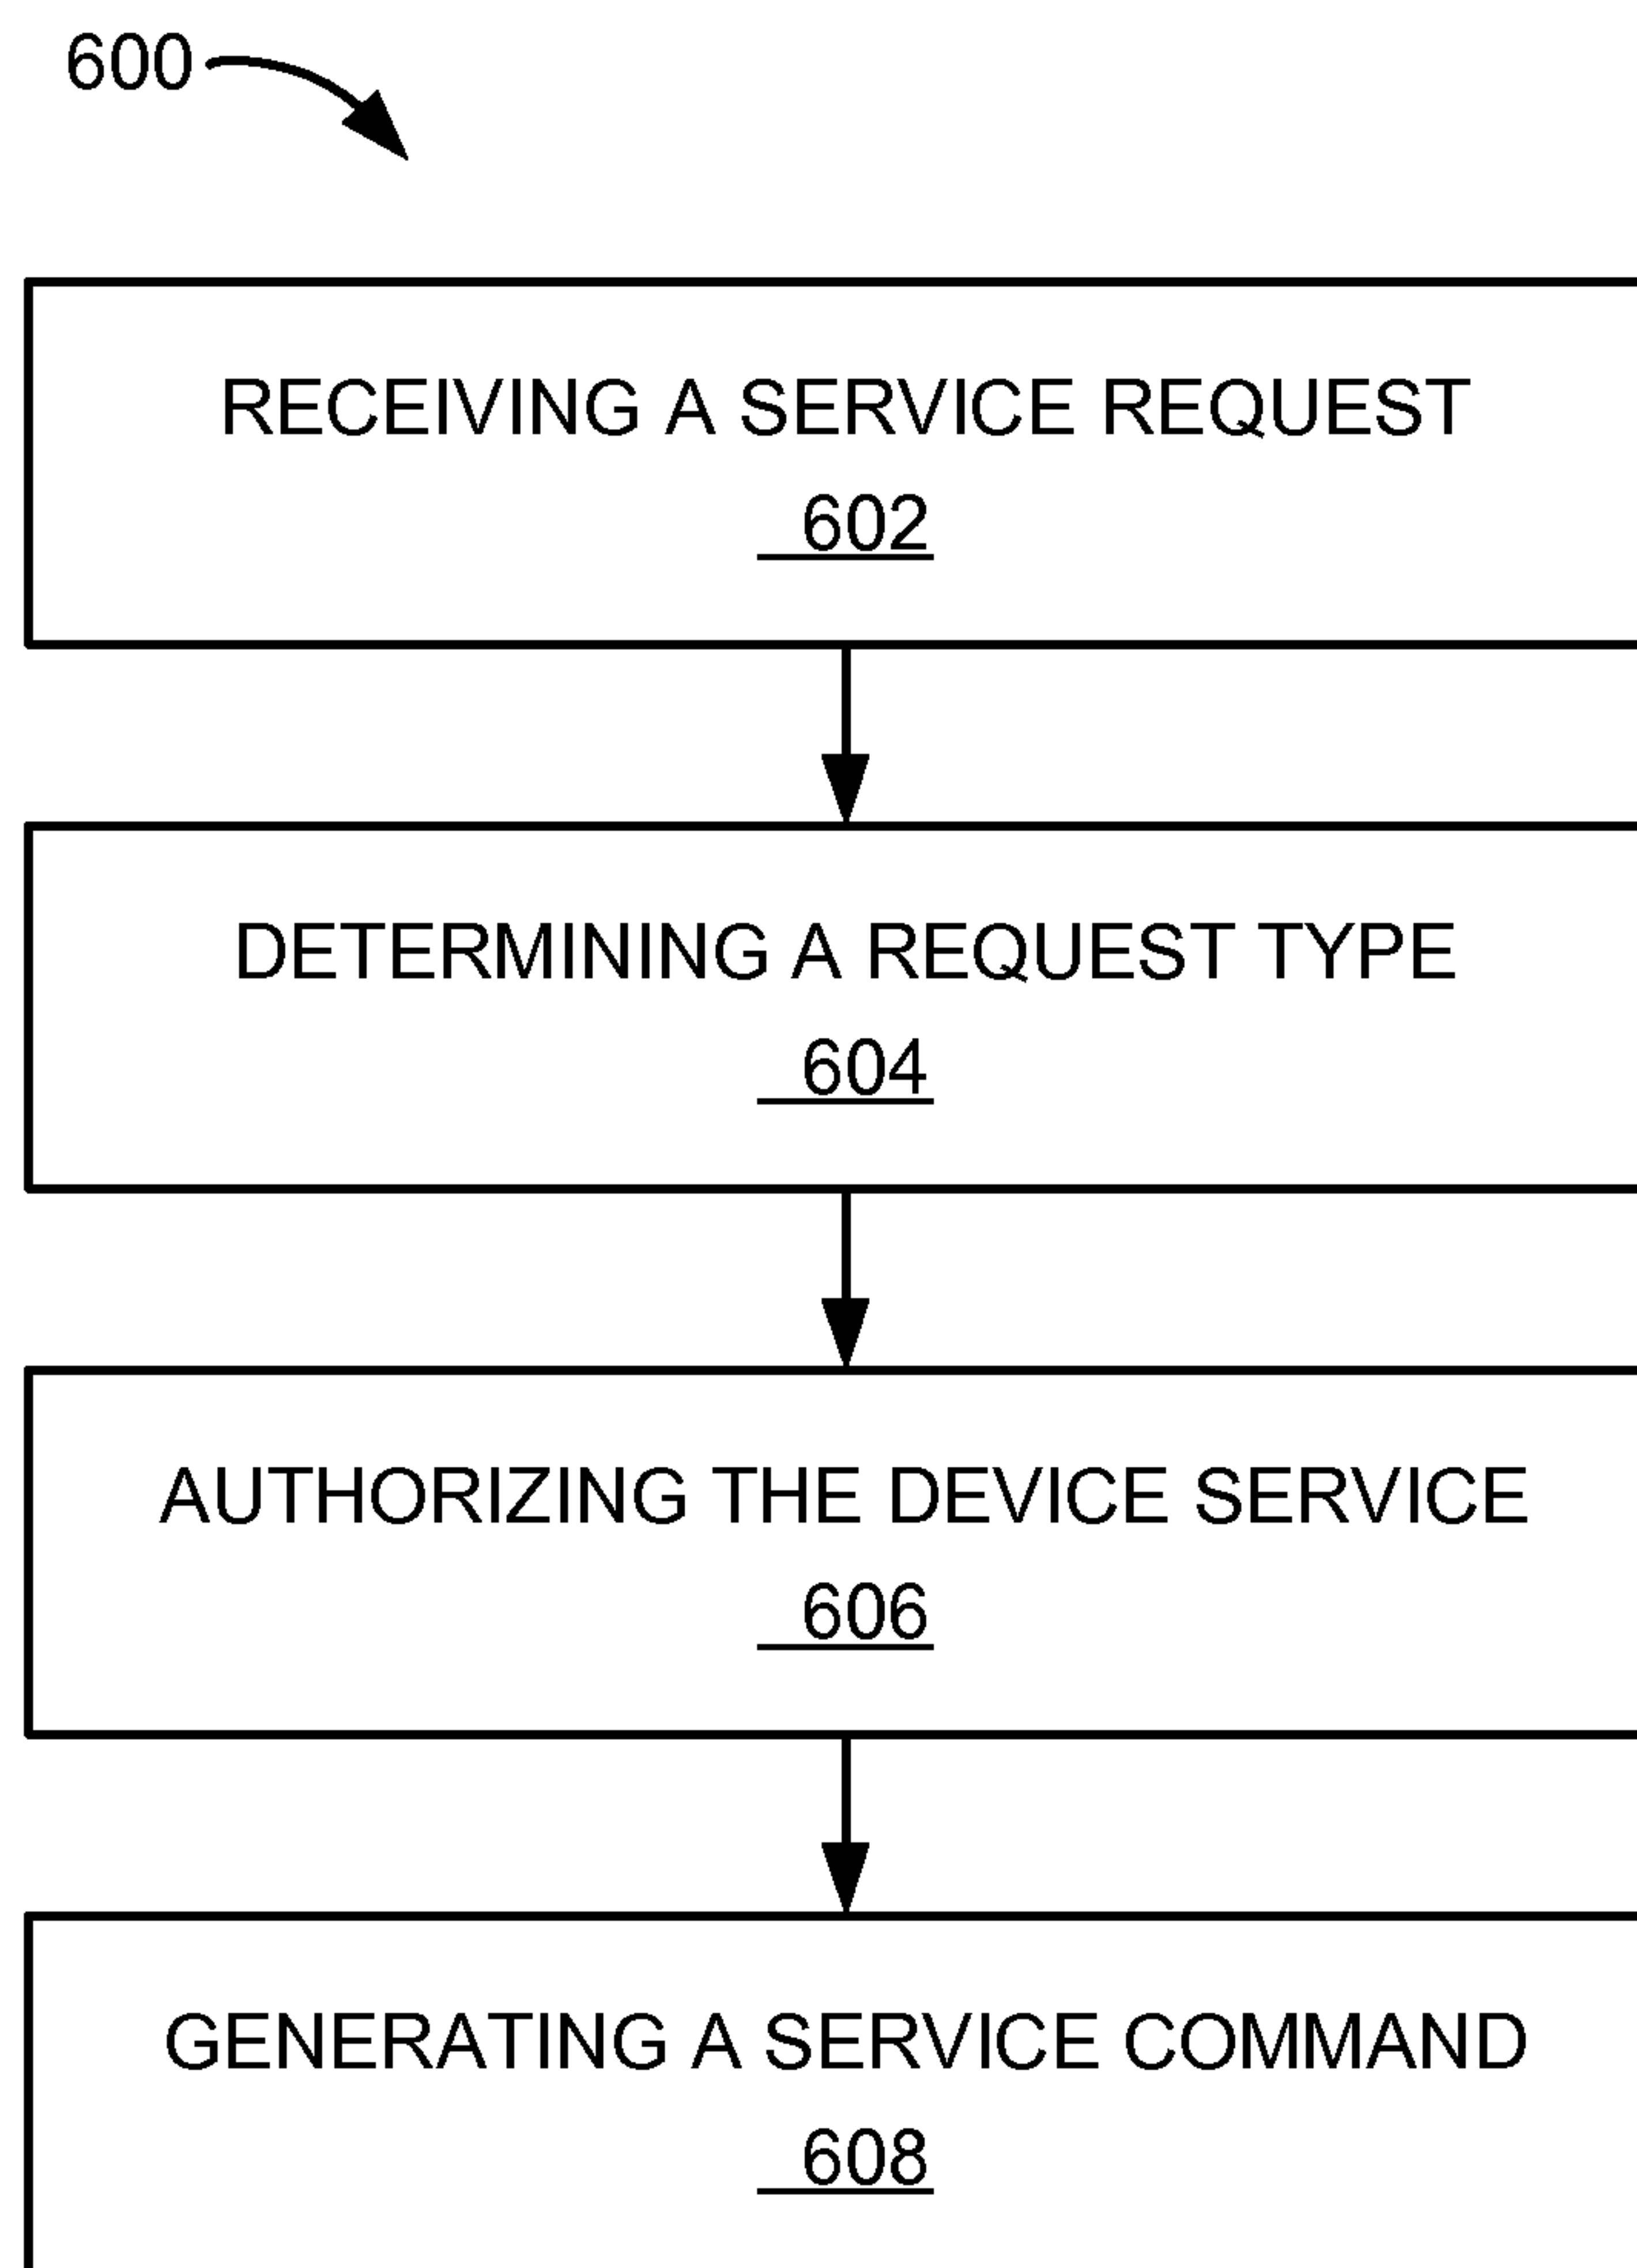 600
RECEIVING A SERVICE REQUEST
602
DETERMINING A REQUEST TYPE
604
AUTHORIZING THE DEVICE SERVICE
606
GENERATING A SERVICE COMMAND
608